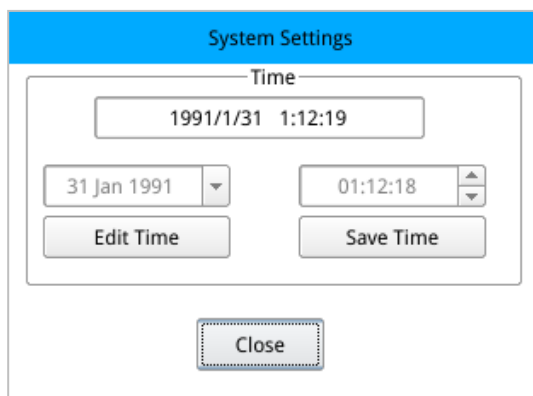 System Settings
Time
1991/1/31 1:12:19
31 Jan 1991
01:12:18
Edit Time
Save Time
Close